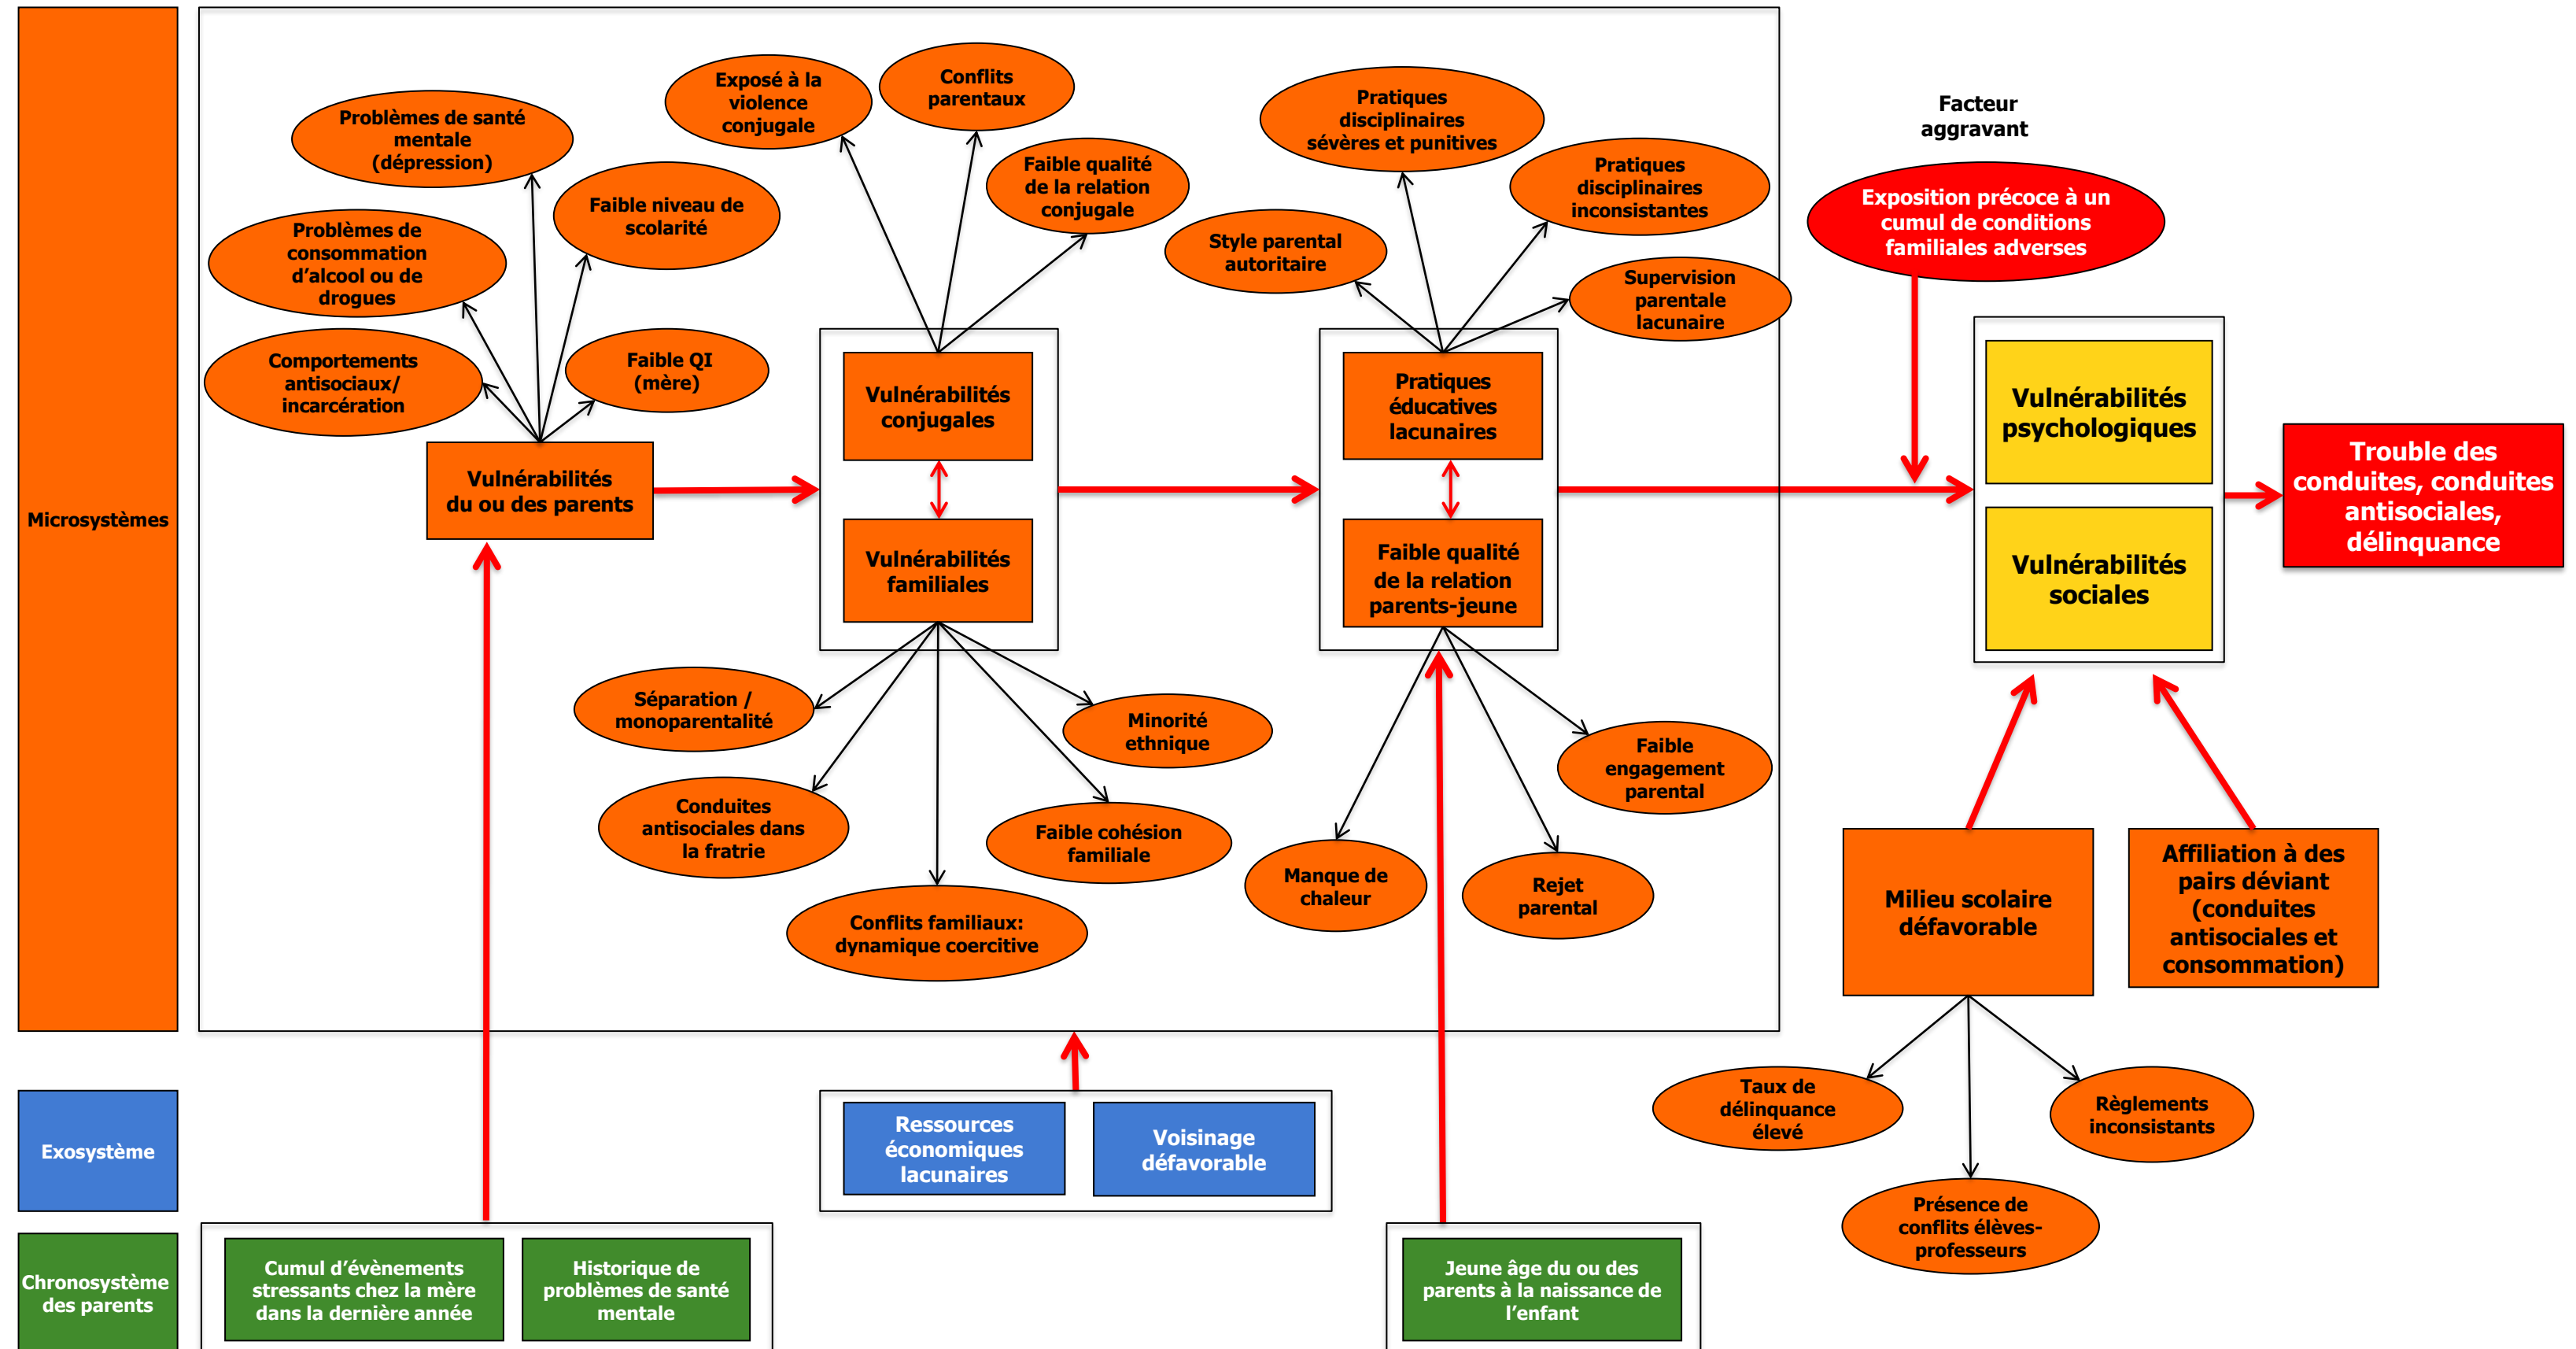 Microsystèmes
Exosystème
Chronosystème
des parents
Problèmes de santé
mentale
(dépression)
Problèmes de
consommation
d'alcool ou de
drogues
Faible niveau de
scolarité
Comportements
antisociaux/
incarcération
Faible QI
(mère)
Vulnérabilités
du ou des parents
Exposé à la
violence
conjugale
Conflits
parentaux
Faible qualité
de la relation
conjugale
Vulnérabilités
conjugales
Vulnérabilités
familiales
Séparation /
monoparentalité
Minorité
ethnique
Conduites
antisociales dans
la fratrie
Faible cohésion
familiale
Conflits familiaux:
dynamique coercitive
Pratiques
disciplinaires
sévères et punitives
Pratiques
disciplinaires
inconsistantes
Style parental
autoritaire
Supervision
parentale
lacunaire
Pratiques
éducatives
lacunaires
Faible qualité
de la relation
parents-jeune
Faible
engagement
parental
Manque de
chaleur
Rejet
parental
Facteur
aggravant
Exposition précoce à un
cumul de conditions
familiales adverses
Vulnérabilités
psychologiques
Vulnérabilités
sociales
Trouble des
conduites, conduites
antisociales,
délinquance
Milieu scolaire
défavorable
Affiliation à des
pairs déviant
(conduites
antisociales et
consommation)
Taux de
délinquance
élevé
Règlements
inconsistants
Présence de
conflits élèves-
professeurs
Ressources
économiques
lacunaires
Voisinage
défavorable
Cumul d'évènements
stressants chez la mère
dans la dernière année
Historique de
problèmes de santé
mentale
Jeune âge du ou des
parents à la naissance de
l'enfant